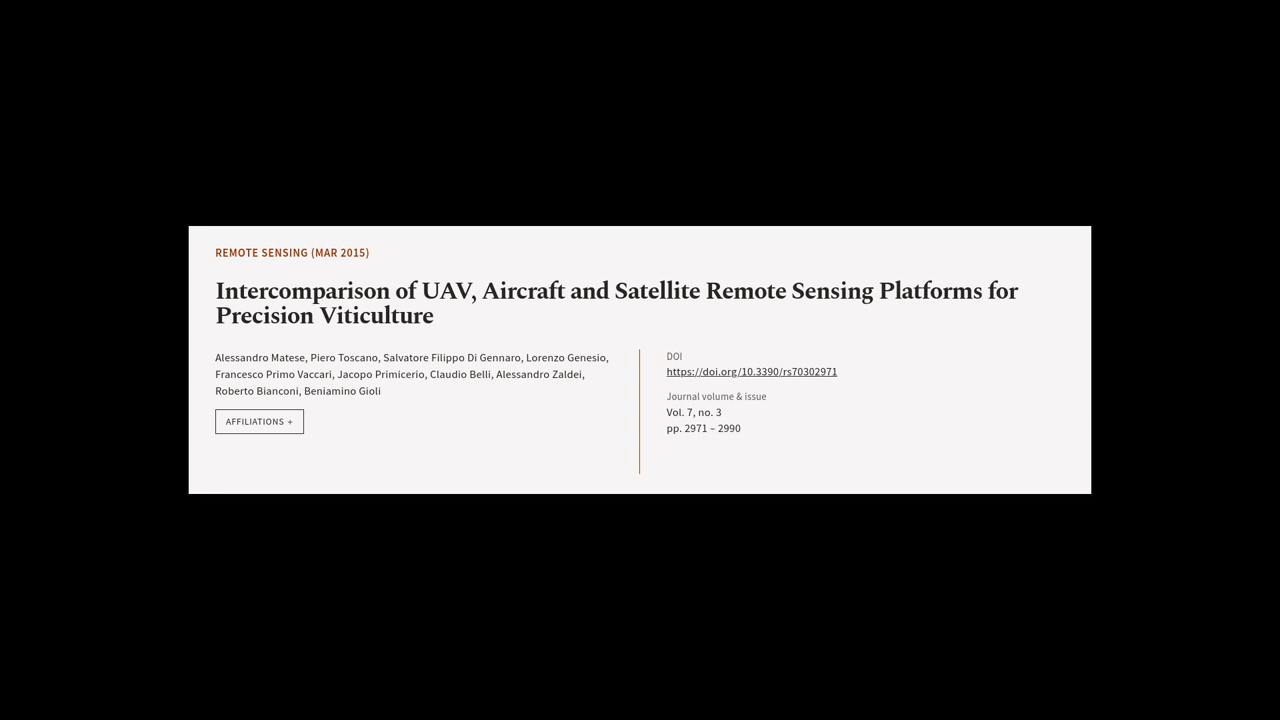 REMOTE SENSING (MAR 2015)
Intercomparison of UAV, Aircraft and Satellite Remote Sensing Platforms for
Precision Viticulture
Alessandro Matese, Piero Toscano, Salvatore Filippo Di Gennaro, Lorenzo Genesio,
Francesco Primo Vaccari, Jacopo Primicerio, Claudio Belli, Alessandro Zaldei,
Roberto Bianconi, Beniamino Gioli
AFFILIATIONS +
DOI
https://doi.org/10.3390/rs70302971
Journal volume & issue
Vol. 7, no. 3
pp. 2971 – 2990